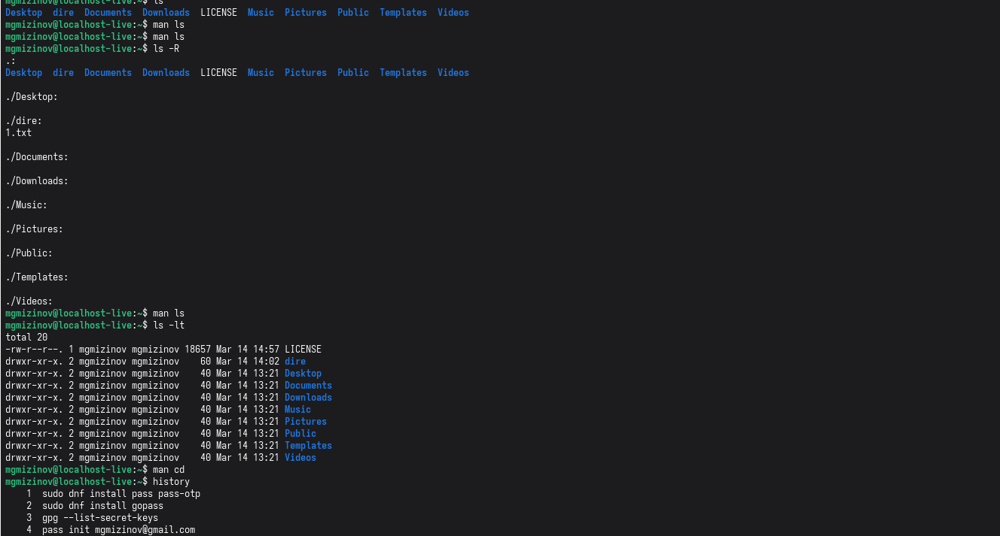 mgmizinov@localhost-live:~$ ls
Desktop  dire  Documents  Downloads  LICENSE  Music  Pictures  Public  Templates  Videos
mgmizinov@localhost-live:~$ man ls
mgmizinov@localhost-live:~$ man ls
mgmizinov@localhost-live:~$ ls -R
.:
Desktop  dire  Documents  Downloads  LICENSE  Music  Pictures  Public  Templates  Videos
./Desktop:
./dire:
1.txt
./Documents:
./Downloads:
./Music:
./Pictures:
./Public:
./Templates:
./Videos:
mgmizinov@localhost-live:~$ man ls
mgmizinov@localhost-live:~$ ls -lt
total 20
-rw-r--r--. 1 mgmizinov mgmizinov 18657 Mar 14 14:57 LICENSE
drwxr-xr-x. 2 mgmizinov mgmizinov    60 Mar 14 14:02 dire
drwxr-xr-x. 2 mgmizinov mgmizinov    40 Mar 14 13:21 Desktop
drwxr-xr-x. 2 mgmizinov mgmizinov    40 Mar 14 13:21 Documents
drwxr-xr-x. 2 mgmizinov mgmizinov    40 Mar 14 13:21 Downloads
drwxr-xr-x. 2 mgmizinov mgmizinov    40 Mar 14 13:21 Music
drwxr-xr-x. 2 mgmizinov mgmizinov    40 Mar 14 13:21 Pictures
drwxr-xr-x. 2 mgmizinov mgmizinov    40 Mar 14 13:21 Public
drwxr-xr-x. 2 mgmizinov mgmizinov    40 Mar 14 13:21 Templates
drwxr-xr-x. 2 mgmizinov mgmizinov    40 Mar 14 13:21 Videos
mgmizinov@localhost-live:~$ man cd
mgmizinov@localhost-live:~$ history
    1  sudo dnf install pass pass-otp
    2  sudo dnf install gopass
    3  gpg --list-secret-keys
    4  pass init mgmizinov@gmail.com